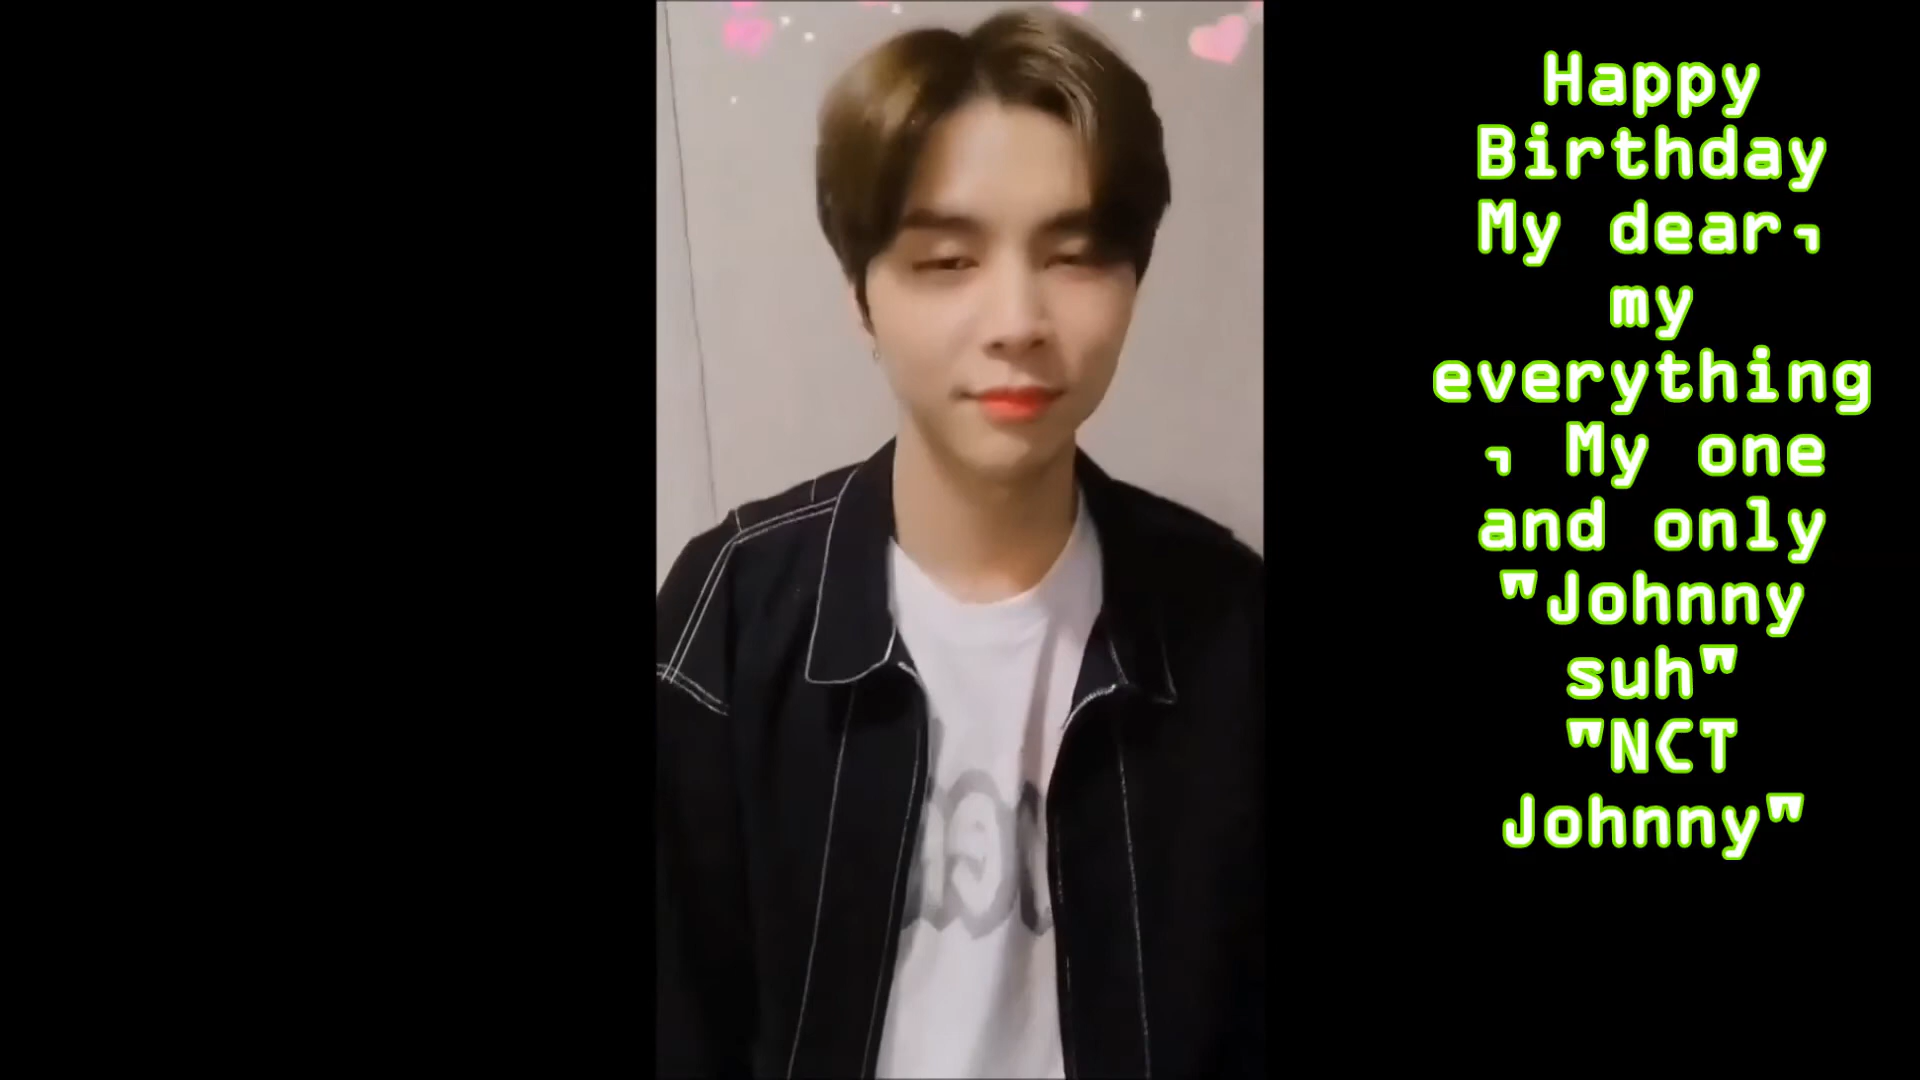 Happy
Birthday
My dear,
my
everything
, My one
and only
"Johnny
suh"
"NCT
Johnny"